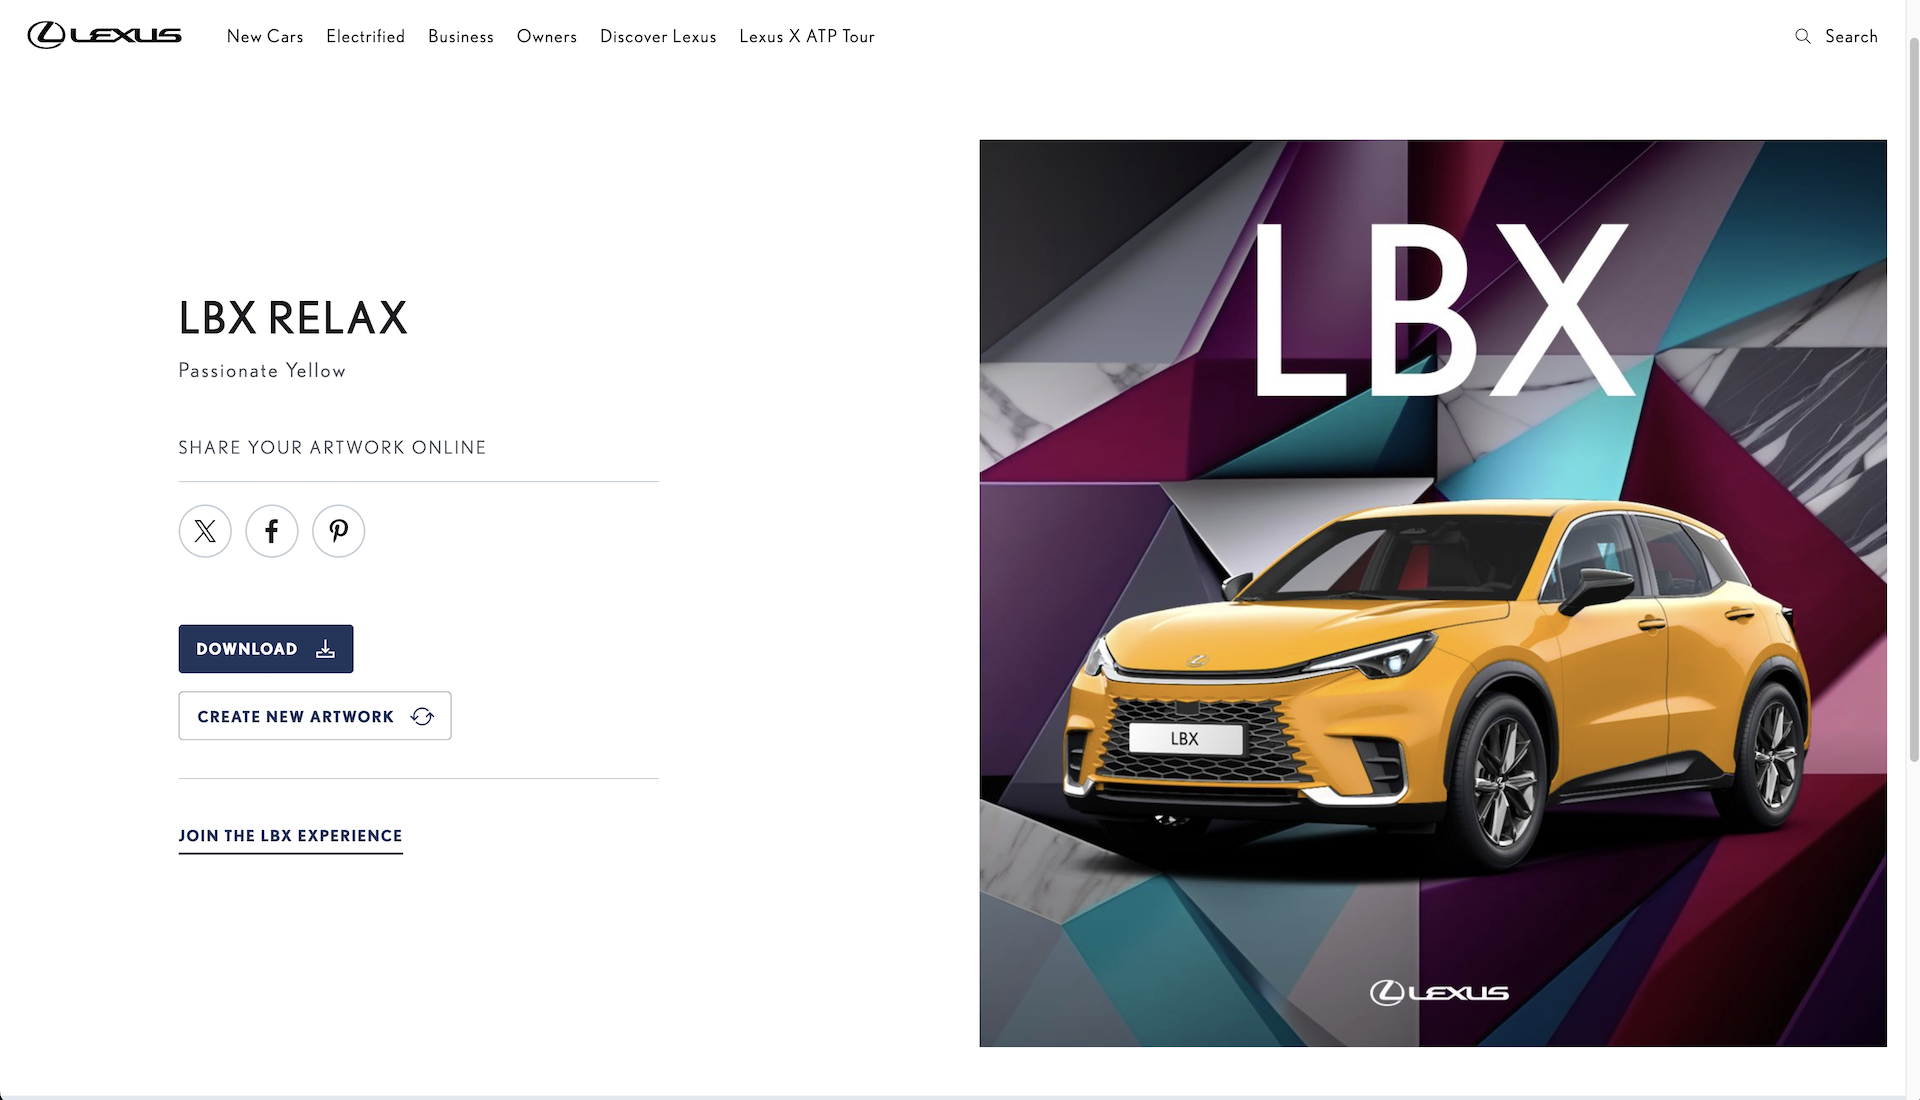 LEXUS New Cars Electrified Business Owners Discover Lexus Lexus X ATP Tour Search
LBX RELAX
Passionate Yellow
SHARE YOUR ARTWORK ONLINE
DOWNLOAD
CREATE NEW ARTWORK
JOIN THE LBX EXPERIENCE
LBX
LBX
LEXUS